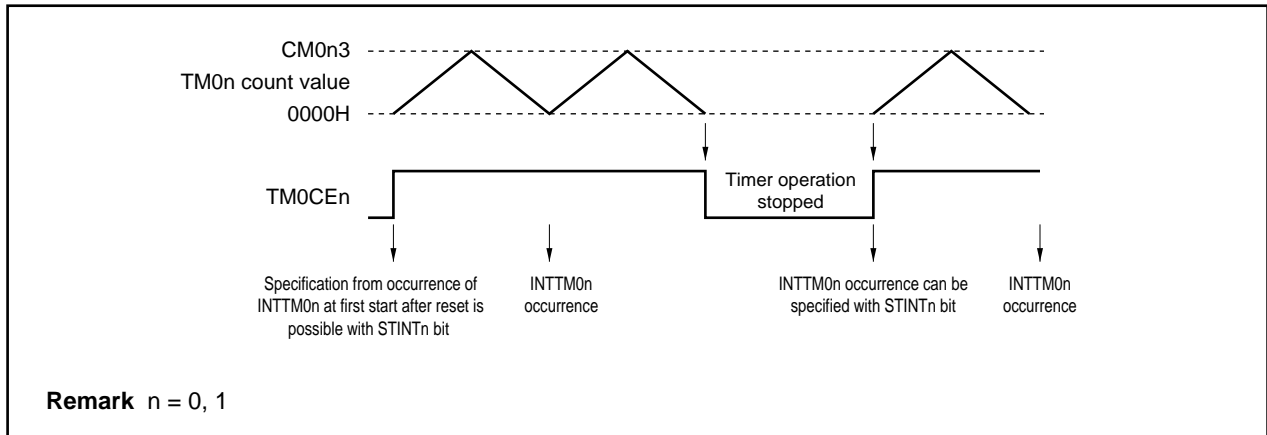 CM0n3
TM0n count value
0000H
TM0CEn
Timer operation
stopped
Specification from occurrence of
INTTM0n at first start after reset is
possible with STINTn bit
INTTM0n
occurrence
INTTM0n occurrence can be
specified with STINTn bit
INTTM0n
occurrence
Remark n = 0, 1